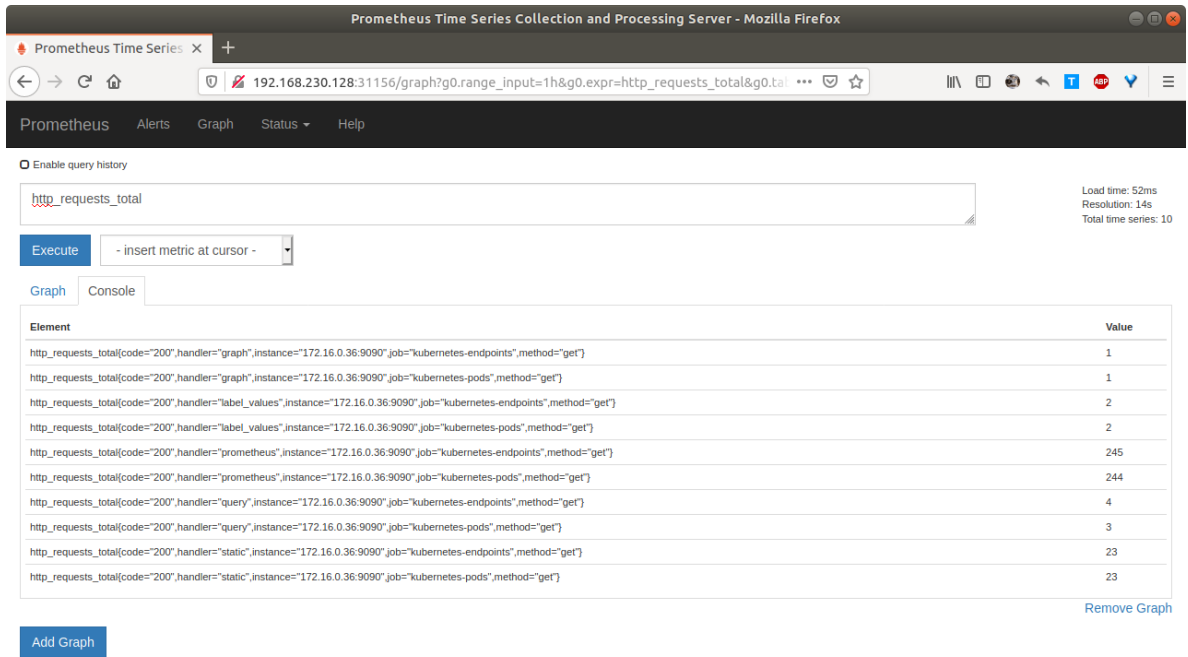 Prometheus Time Series Collection and Processing Server - Mozilla Firefox
Prometheus Time Series
192.168.230.128:31156/graph?g0.range_input=1h&g0.expr=http_requests_total&g0.ta
T
ABP
Prometheus Alerts Graph Status Help
Enable query history
http_requests_total
Load time: 52ms
Resolution: 14s
Total time series: 10
Execute
- insert metric at cursor -
Graph Console
Element Value
http_requests_total{code="200",handler="graph",instance="172.16.0.36:9090",job="kubernetes-endpoints",method="get"} 1
http_requests_total{code="200",handler="graph",instance="172.16.0.36:9090",job="kubernetes-pods",method="get"} 1
http_requests_total{code="200",handler="label_values",instance="172.16.0.36:9090",job="kubernetes-endpoints",method="get"} 2
http_requests_total{code="200",handler="label_values",instance="172.16.0.36:9090",job="kubernetes-pods",method="get"} 2
http_requests_total{code="200",handler="prometheus",instance="172.16.0.36:9090",job="kubernetes-endpoints",method="get"} 245
http_requests_total{code="200",handler="prometheus",instance="172.16.0.36:9090",job="kubernetes-pods",method="get"} 244
http_requests_total{code="200",handler="query",instance="172.16.0.36:9090",job="kubernetes-endpoints",method="get"} 4
http_requests_total{code="200",handler="query",instance="172.16.0.36:9090",job="kubernetes-pods",method="get"} 3
http_requests_total{code="200",handler="static",instance="172.16.0.36:9090",job="kubernetes-endpoints",method="get"} 23
http_requests_total{code="200",handler="static",instance="172.16.0.36:9090",job="kubernetes-pods",method="get"} 23
Remove Graph
Add Graph